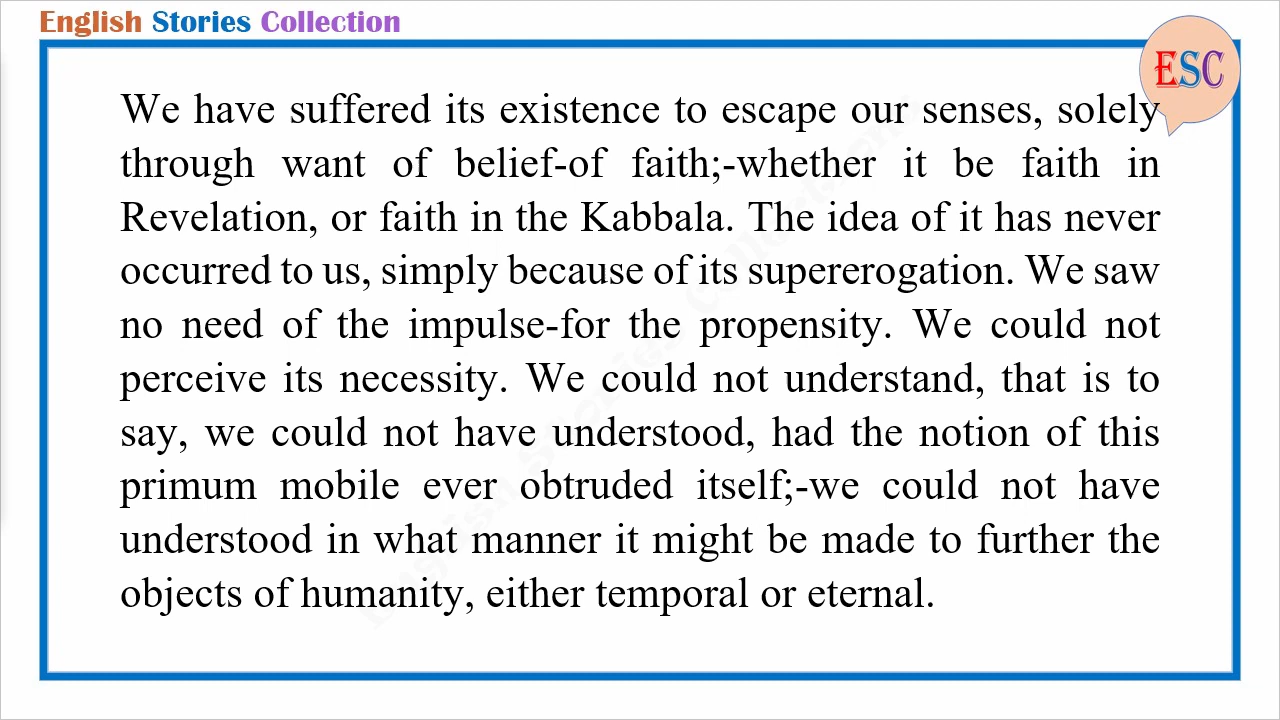 English Stories Collection
ESC
We have suffered its existence to escape our senses, solely
through want of belief-of faith;-whether it be faith in
Revelation, or faith in the Kabbala. The idea of it has never
occurred to us, simply because of its supererogation. We saw
no need of the impulse-for the propensity. We could not
perceive its necessity. We could not understand, that is to
say, we could not have understood, had the notion of this
primum mobile ever obtruded itself;-we could not have
understood in what manner it might be made to further the
objects of humanity, either temporal or eternal.
English Stories Collection